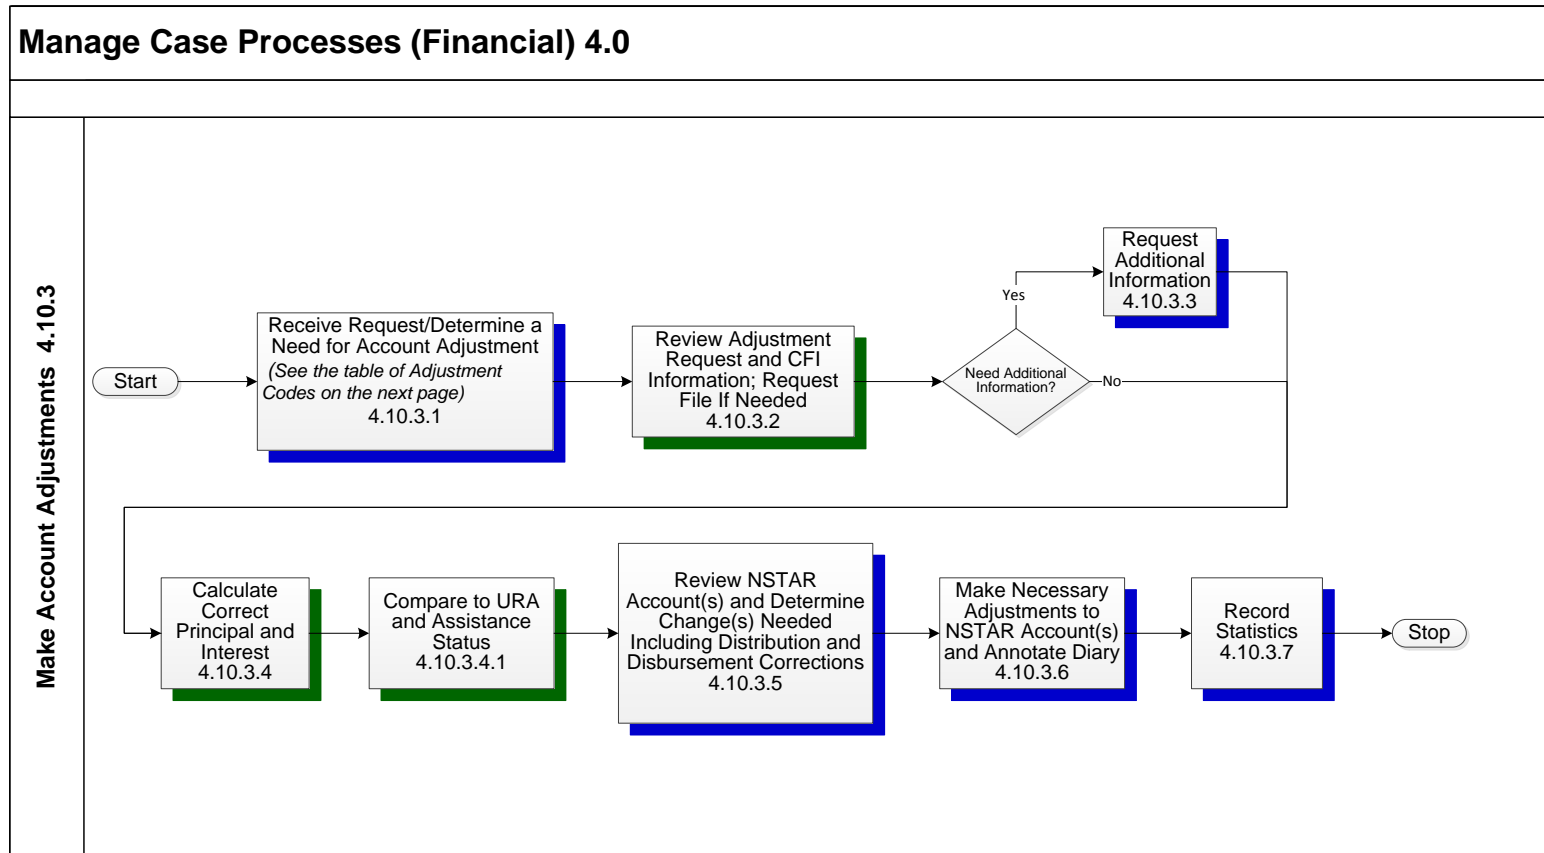 Manage Case Processes (Financial) 4.0
Make Account Adjustments 4.10.3
Start
Receive Request/Determine a
Need for Account Adjustment
(See the table of Adjustment
Codes on the next page)
4.10.3.1
Review Adjustment
Request and CFI
Information; Request
File If Needed
4.10.3.2
Need Additional
Information?
Yes
No
Request
Additional
Information
4.10.3.3
Calculate
Correct
Principal and
Interest
4.10.3.4
Compare to URA
and Assistance
Status
4.10.3.4.1
Review NSTAR
Account(s) and Determine
Change(s) Needed
Including Distribution and
Disbursement Corrections
4.10.3.5
Make Necessary
Adjustments to
NSTAR Account(s)
and Annotate Diary
4.10.3.6
Record
Statistics
4.10.3.7
Stop